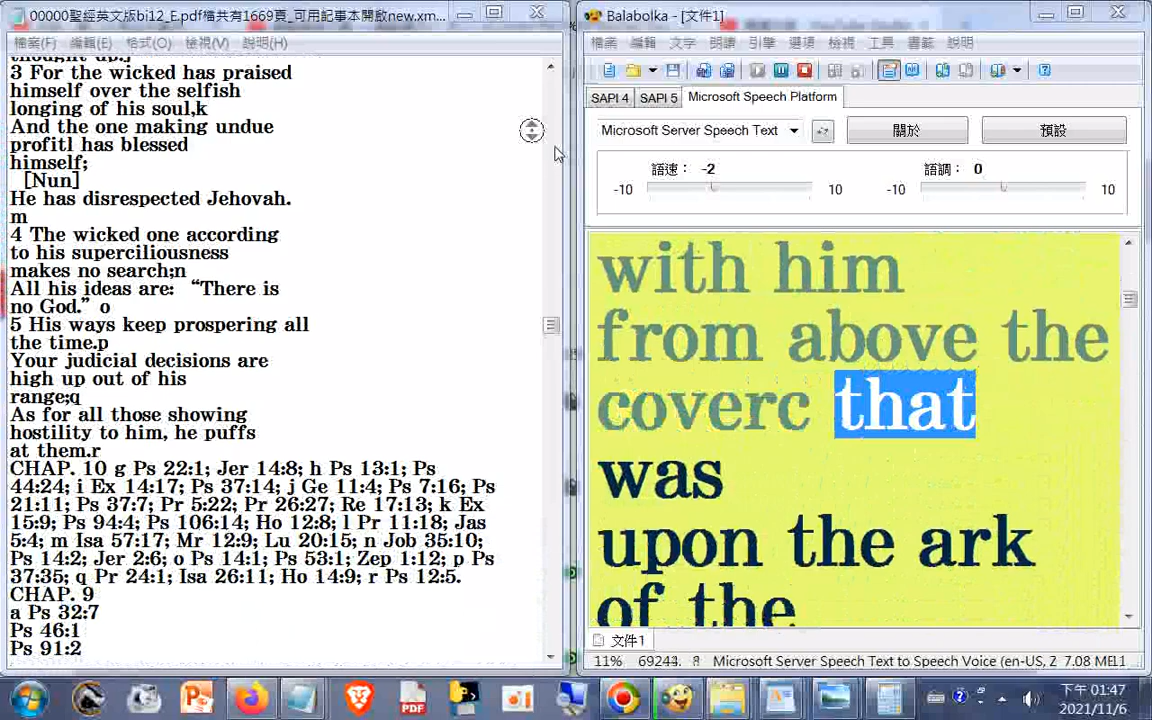 00000聖經英文版bi12_E.pdf檔共有1669頁_可用記事本開啟new.xm...
檔案(F) 編輯(E) 格式(O) 檢視(V) 說明(H)
thought up.j
3 For the wicked has praised
himself over the selfish
longing of his soul,k
And the one making undue
profitl has blessed
himself;
[Nun]
He has disrespected Jehovah.
m
4 The wicked one according
to his superciliousness
makes no search;n
All his ideas are: “There is
no God.” o
5 His ways keep prospering all
the time.p
Your judicial decisions are
high up out of his
range;q
As for all those showing
hostility to him, he puffs
at them.r
CHAP. 10 g Ps 22:1; Jer 14:8; h Ps 13:1; Ps
44:24; i Ex 14:17; Ps 37:14; j Ge 11:4; Ps 7:16; Ps
21:11; Ps 37:7; Pr 5:22; Pr 26:27; Re 17:13; k Ex
15:9; Ps 94:4; Ps 106:14; Ho 12:8; l Pr 11:18; Jas
5:4; m Isa 57:17; Mr 12:9; Lu 20:15; n Job 35:10;
Ps 14:2; Jer 2:6; o Ps 14:1; Ps 53:1; Zep 1:12; p Ps
37:35; q Pr 24:1; Isa 26:11; Ho 14:9; r Ps 12:5.
CHAP. 9
a Ps 32:7
Ps 46:1
Ps 91:2
Balabolka - [文件1]
檔案 編輯 文字 朗讀 引擎 選項 檢視 工具 書籤 說明
SAPI 4 SAPI 5 Microsoft Speech Platform
Microsoft Server Speech Text 關於 預設
語速： -2 語調： 0
-10 10 -10 10
with him
from above the
coverc that
was
upon the ark
of the
文件1
11% Microsoft Server Speech Text to Speech Voice (en-US, 2 7.08 ME
下午 01:47
2021/11/6